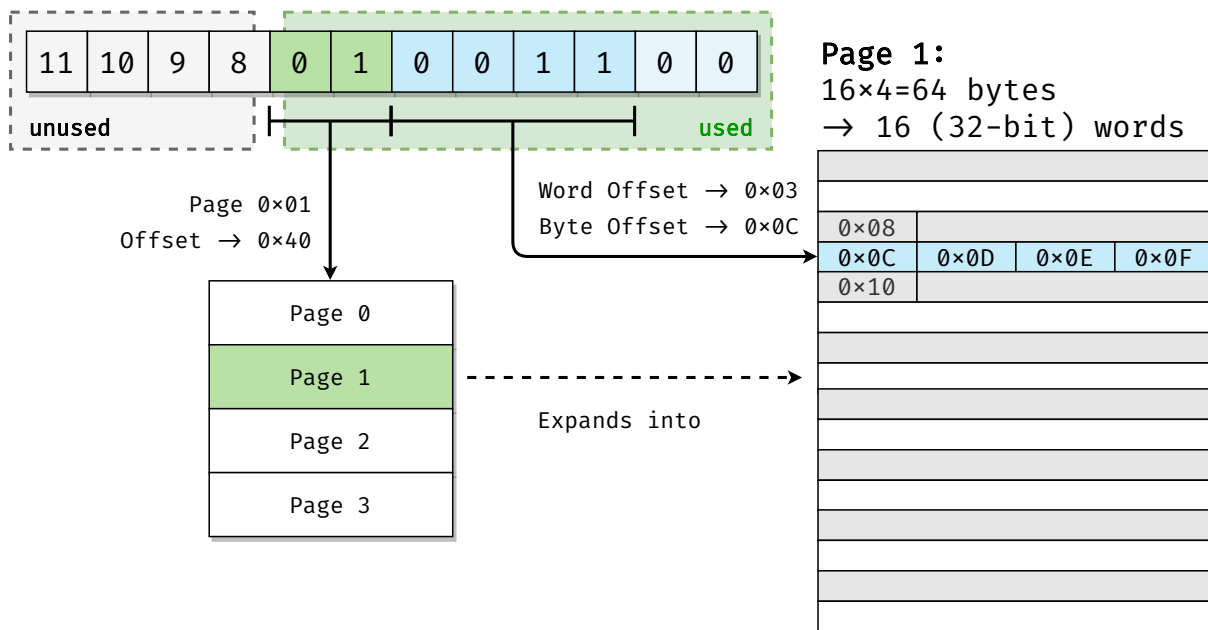 11 10 9 8 0 1 0 0 1 1 0 0
unused
used
Page 1:
16×4=64 bytes
→ 16 (32-bit) words
Page 0×01
Offset → 0×40
Word Offset → 0×03
Byte Offset → 0×0C
0×08
0×0C 0×0D 0×0E 0×0F
0×10
Page 0
Page 1
Page 2
Page 3
Expands into